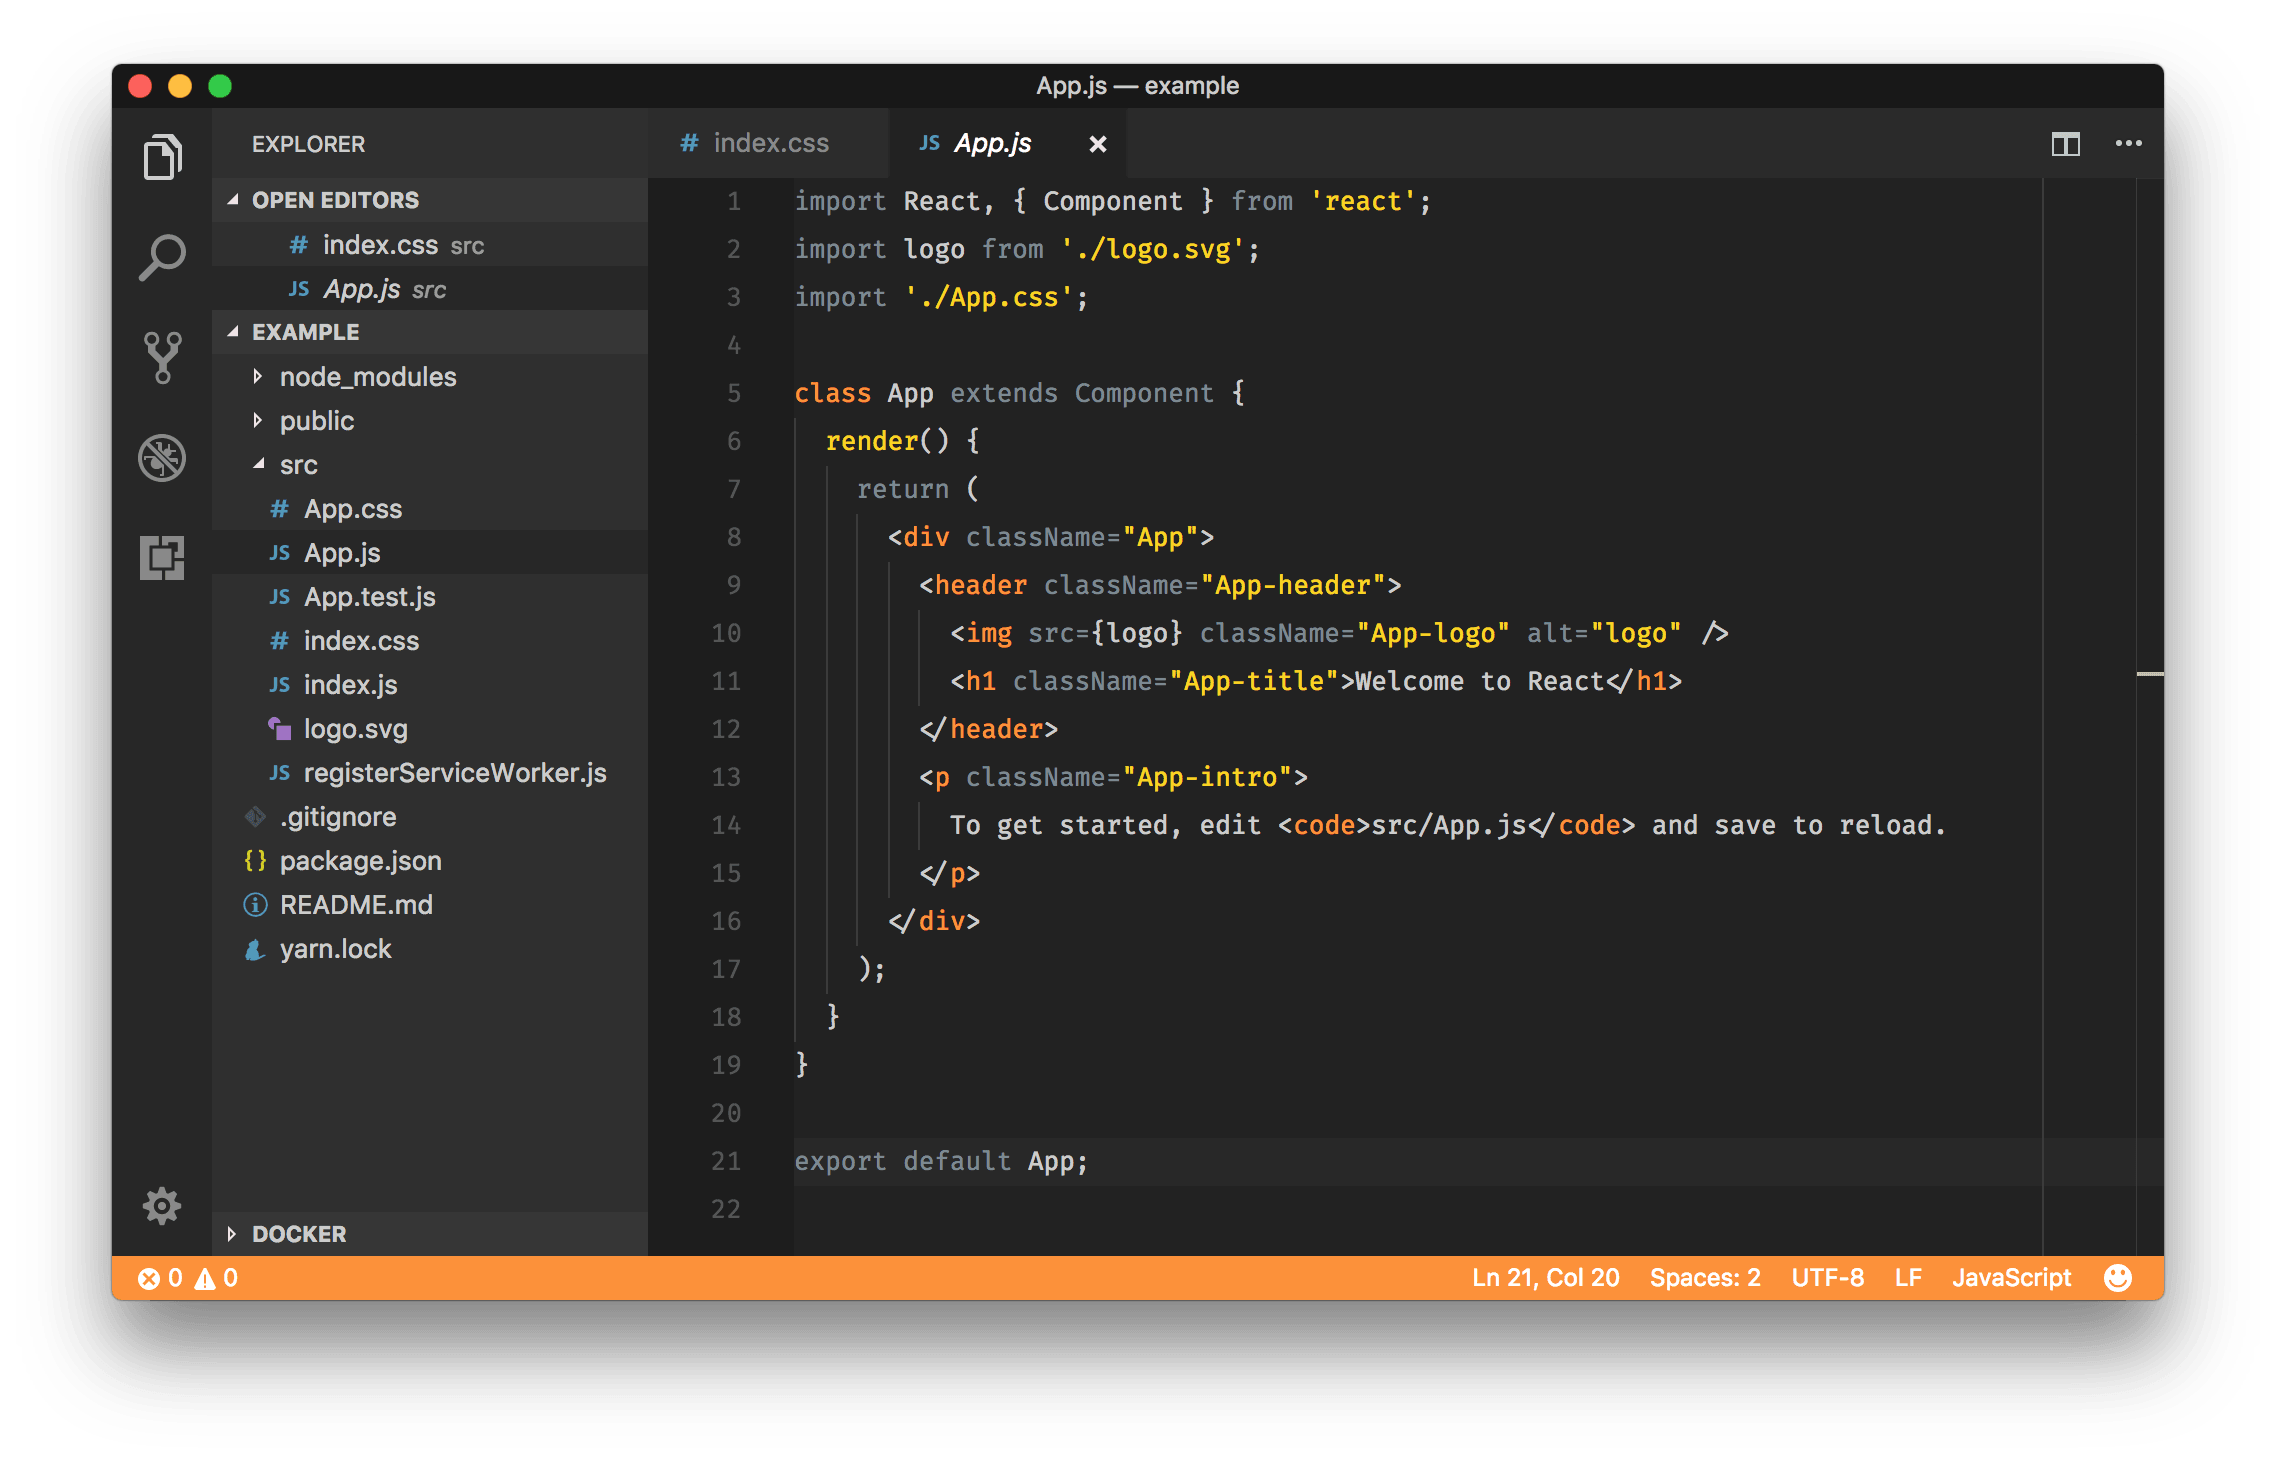 App.js — example
EXPLORER
OPEN EDITORS
# index.css src
JS App.js src
EXAMPLE
node_modules
public
src
# App.css
JS App.js
JS App.test.js
# index.css
JS index.js
logo.svg
JS registerServiceWorker.js
.gitignore
{} package.json
README.md
yarn.lock
DOCKER
# index.css
JS App.js
1 import React, { Component } from 'react';
2 import logo from './logo.svg';
3 import './App.css';
4
5 class App extends Component {
6 render() {
7 return (
8 <div className="App">
9 <header className="App-header">
10 <img src={logo} className="App-logo" alt="logo" />
11 <h1 className="App-title">Welcome to React</h1>
12 </header>
13 <p className="App-intro">
14 To get started, edit <code>src/App.js</code> and save to reload.
15 </p>
16 </div>
17 );
18 }
19 }
20
21 export default App;
22
0 0
Ln 21, Col 20 Spaces: 2 UTF-8 LF JavaScript